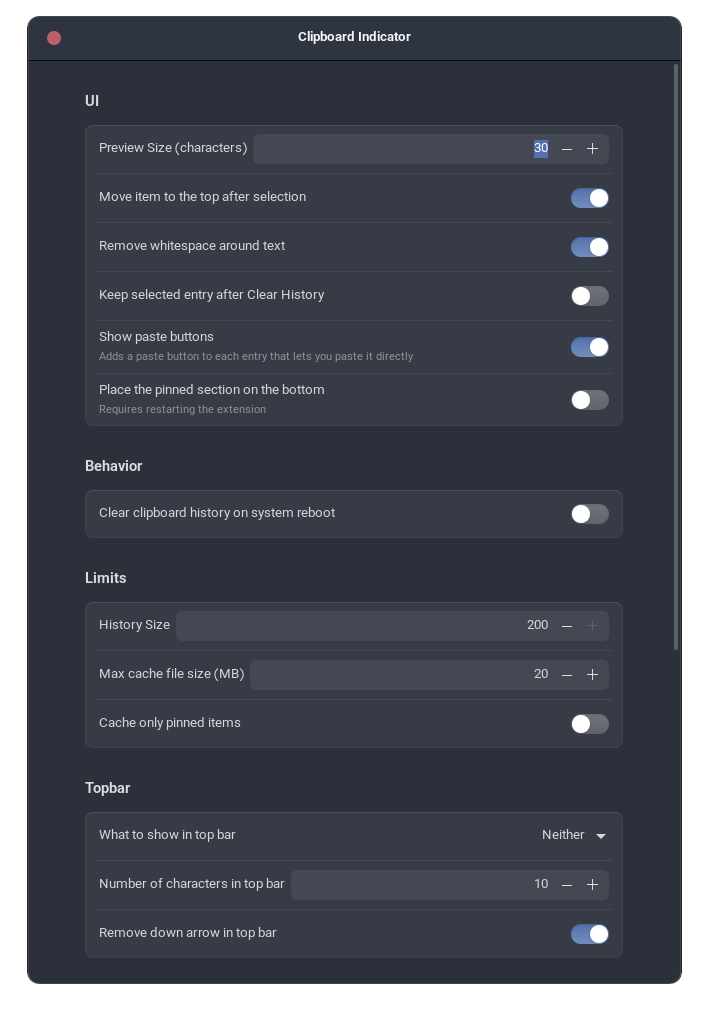 Clipboard Indicator
UI
Preview Size (characters) 30
Move item to the top after selection
Remove whitespace around text
Keep selected entry after Clear History
Show paste buttons
Adds a paste button to each entry that lets you paste it directly
Place the pinned section on the bottom
Requires restarting the extension
Behavior
Clear clipboard history on system reboot
Limits
History Size 200
Max cache file size (MB) 20
Cache only pinned items
Topbar
What to show in top bar Neither
Number of characters in top bar 10
Remove down arrow in top bar